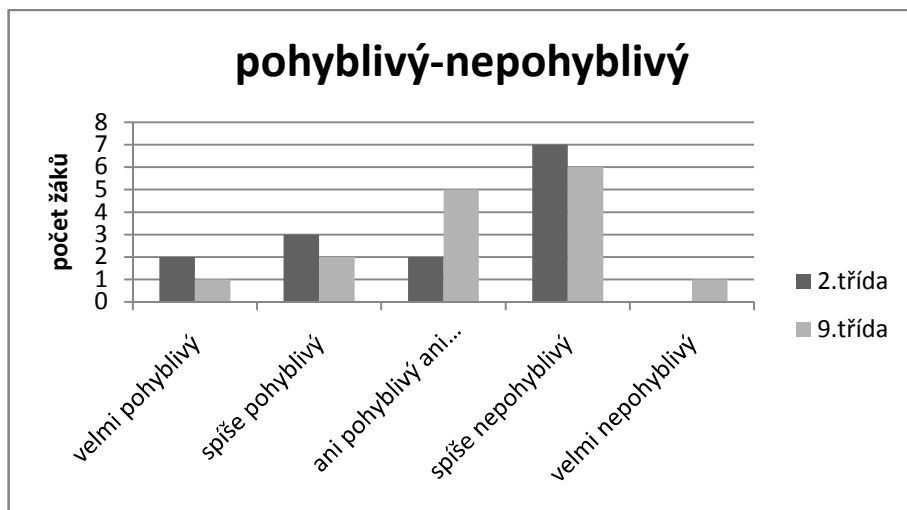 pohyblivý-nepohyblivý
počet žáků
8
7
6
5
4
3
2
1
0
velmi pohyblivý
spíše pohyblivý
ani pohyblivý ani...
spíše nepohyblivý
velmi nepohyblivý
2.třída
9.třída